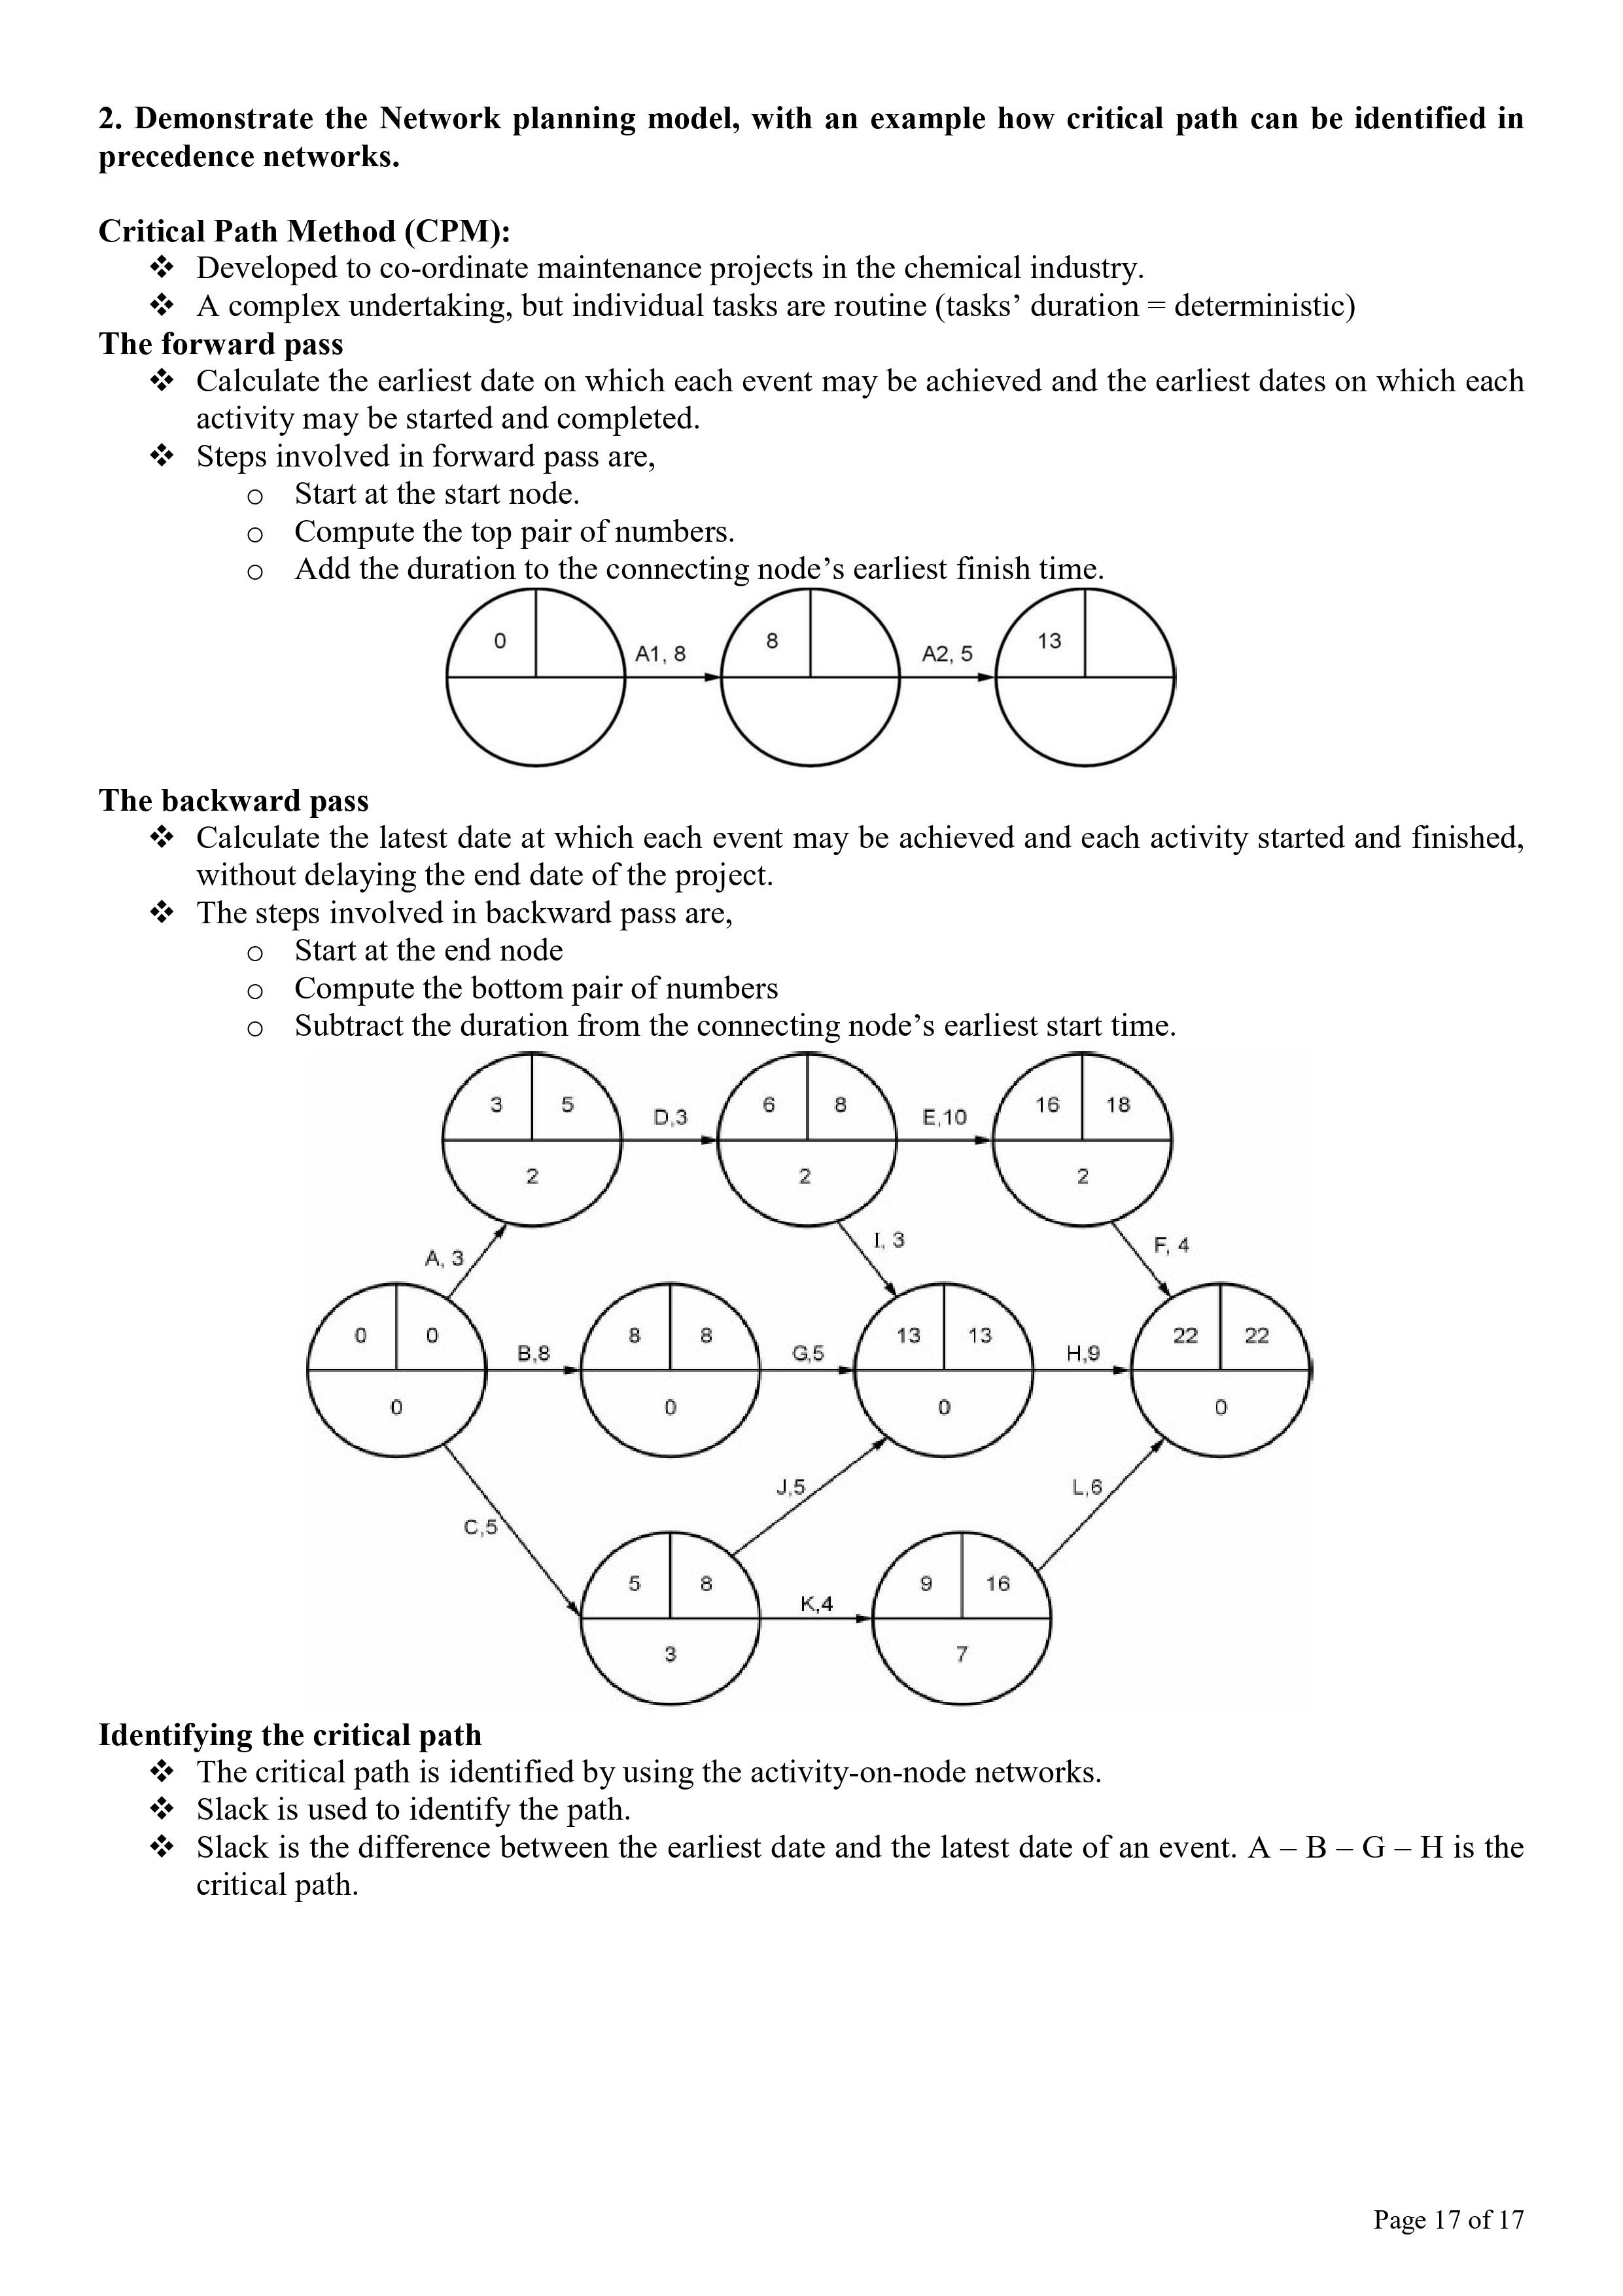 2. Demonstrate the Network planning model, with an example how critical path can be identified in
precedence networks.
Critical Path Method (CPM):
❖ Developed to co-ordinate maintenance projects in the chemical industry.
❖ A complex undertaking, but individual tasks are routine (tasks’ duration = deterministic)
The forward pass
❖ Calculate the earliest date on which each event may be achieved and the earliest dates on which each
activity may be started and completed.
❖ Steps involved in forward pass are,
o Start at the start node.
o Compute the top pair of numbers.
o Add the duration to the connecting node’s earliest finish time.
0 A1, 8 8 A2, 5 13
The backward pass
❖ Calculate the latest date at which each event may be achieved and each activity started and finished,
without delaying the end date of the project.
❖ The steps involved in backward pass are,
o Start at the end node
o Compute the bottom pair of numbers
o Subtract the duration from the connecting node’s earliest start time.
3 5 D,3 6 8 E,10 16 18
2 2 2
A, 3 I, 3 F, 4
0 0 B,8 8 8 G,5 13 13 H,9 22 22
0 0 0 0
C,5 J,5 L,6
5 8 K,4 9 16
3 7
Identifying the critical path
❖ The critical path is identified by using the activity-on-node networks.
❖ Slack is used to identify the path.
❖ Slack is the difference between the earliest date and the latest date of an event. A – B – G – H is the
critical path.
Page 17 of 17